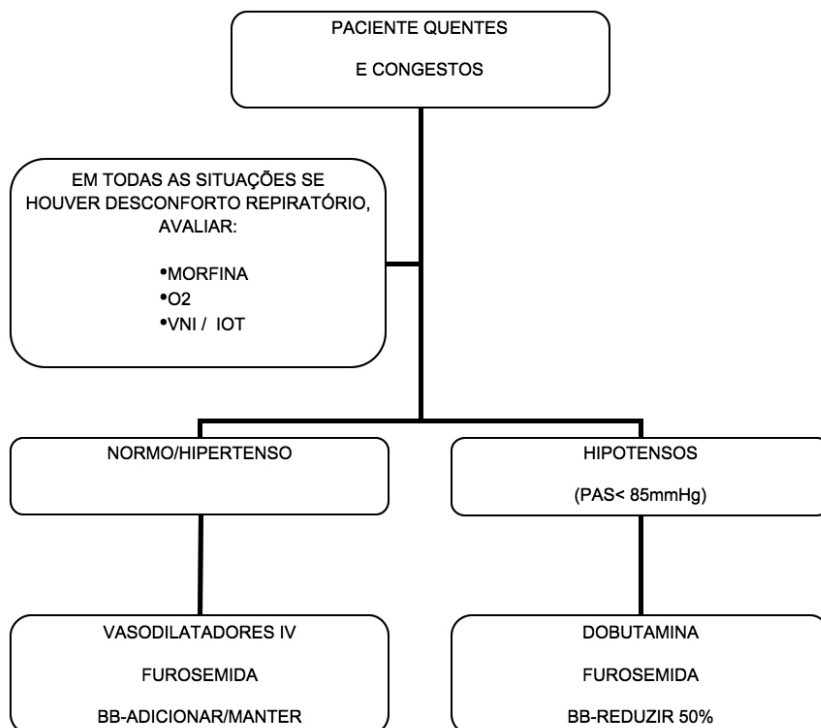 PACIENTE QUENTES
E CONGESTOS
EM TODAS AS SITUAÇÕES SE
HOUVER DESCONFORTO REPIRATÓRIO,
AVALIAR:
•MORFINA
•O2
•VNI / IOT
NORMO/HIPERTENSO
HIPOTENSOS
(PAS< 85mmHg)
VASODILATADORES IV
FUROSEMIDA
BB-ADICIONAR/MANTER
DOBUTAMINA
FUROSEMIDA
BB-REDUZIR 50%